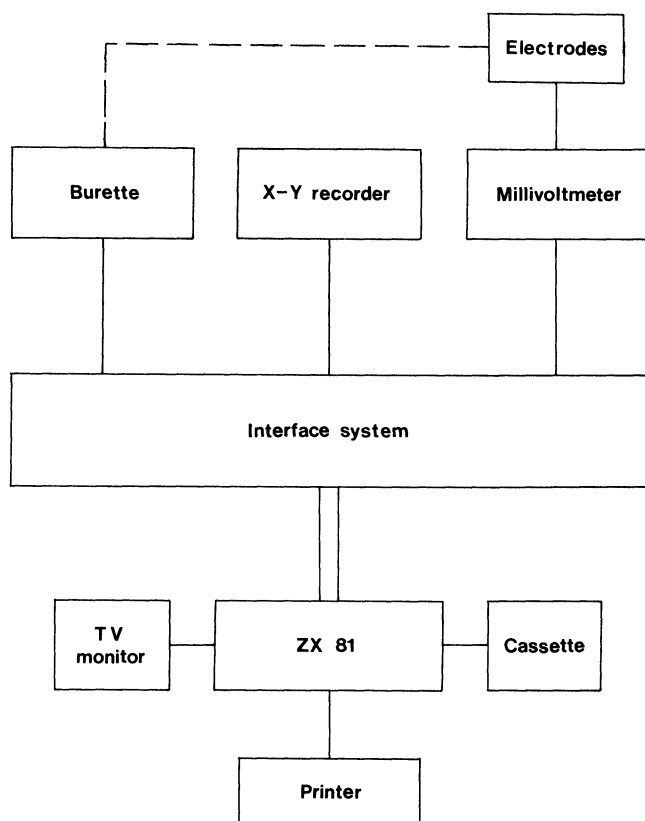 Electrodes
Burette
X-Y recorder
Millivoltmeter
Interface system
TV
monitor
ZX 81
Cassette
Printer